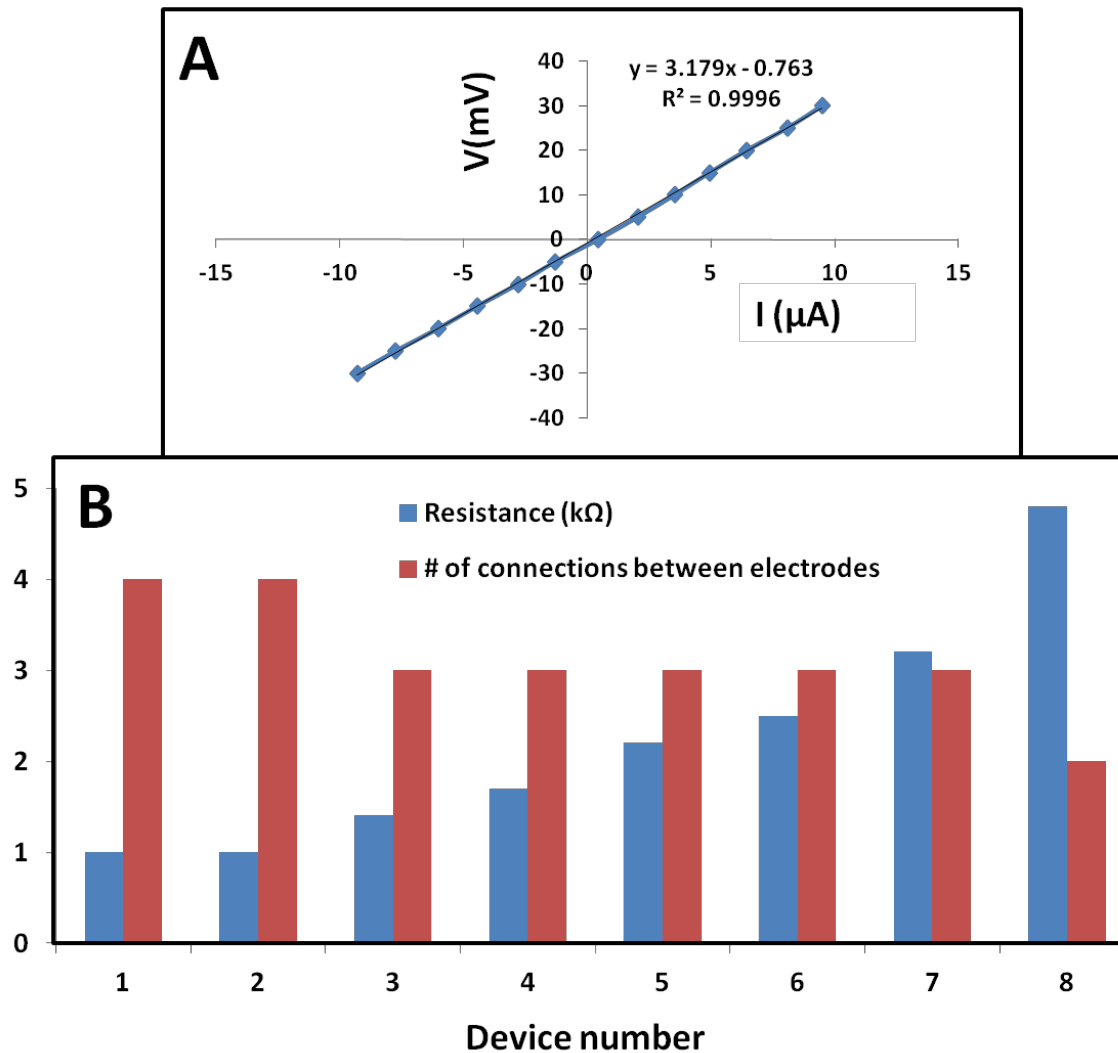 A
y = 3.179x - 0.763
R² = 0.9996
V(mV)
40
30
20
10
0
-10
-20
-30
-40
-15
-10
-5
0
5
10
15
I (µA)
B
Resistance (kΩ)
# of connections between electrodes
5
4
3
2
1
0
1 2 3 4 5 6 7 8
Device number